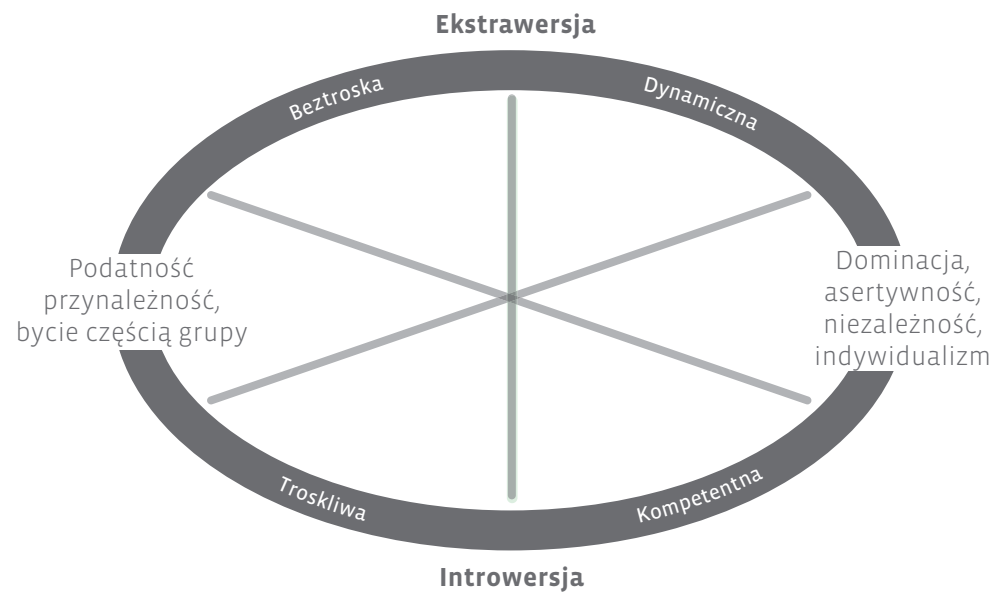 Ekstrawersja
Beztroska
Dynamiczna
Podatność
przynależność,
bycie częścią grupy
Dominacja,
asertywność,
niezależność,
indywidualizm
Troskliwa
Kompetentna
Introwersja